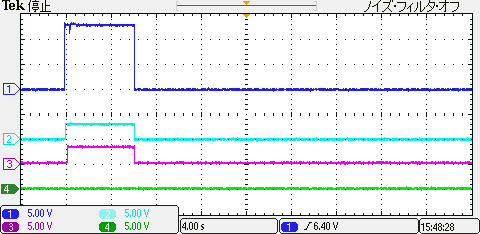 Tek 停止 ノイズ・フィルタ・オフ
1
2
3
4
1 5.00 V 2 5.00 V
3 5.00 V 4 5.00 V
4.00 s
1 6.40 V
15:48:28